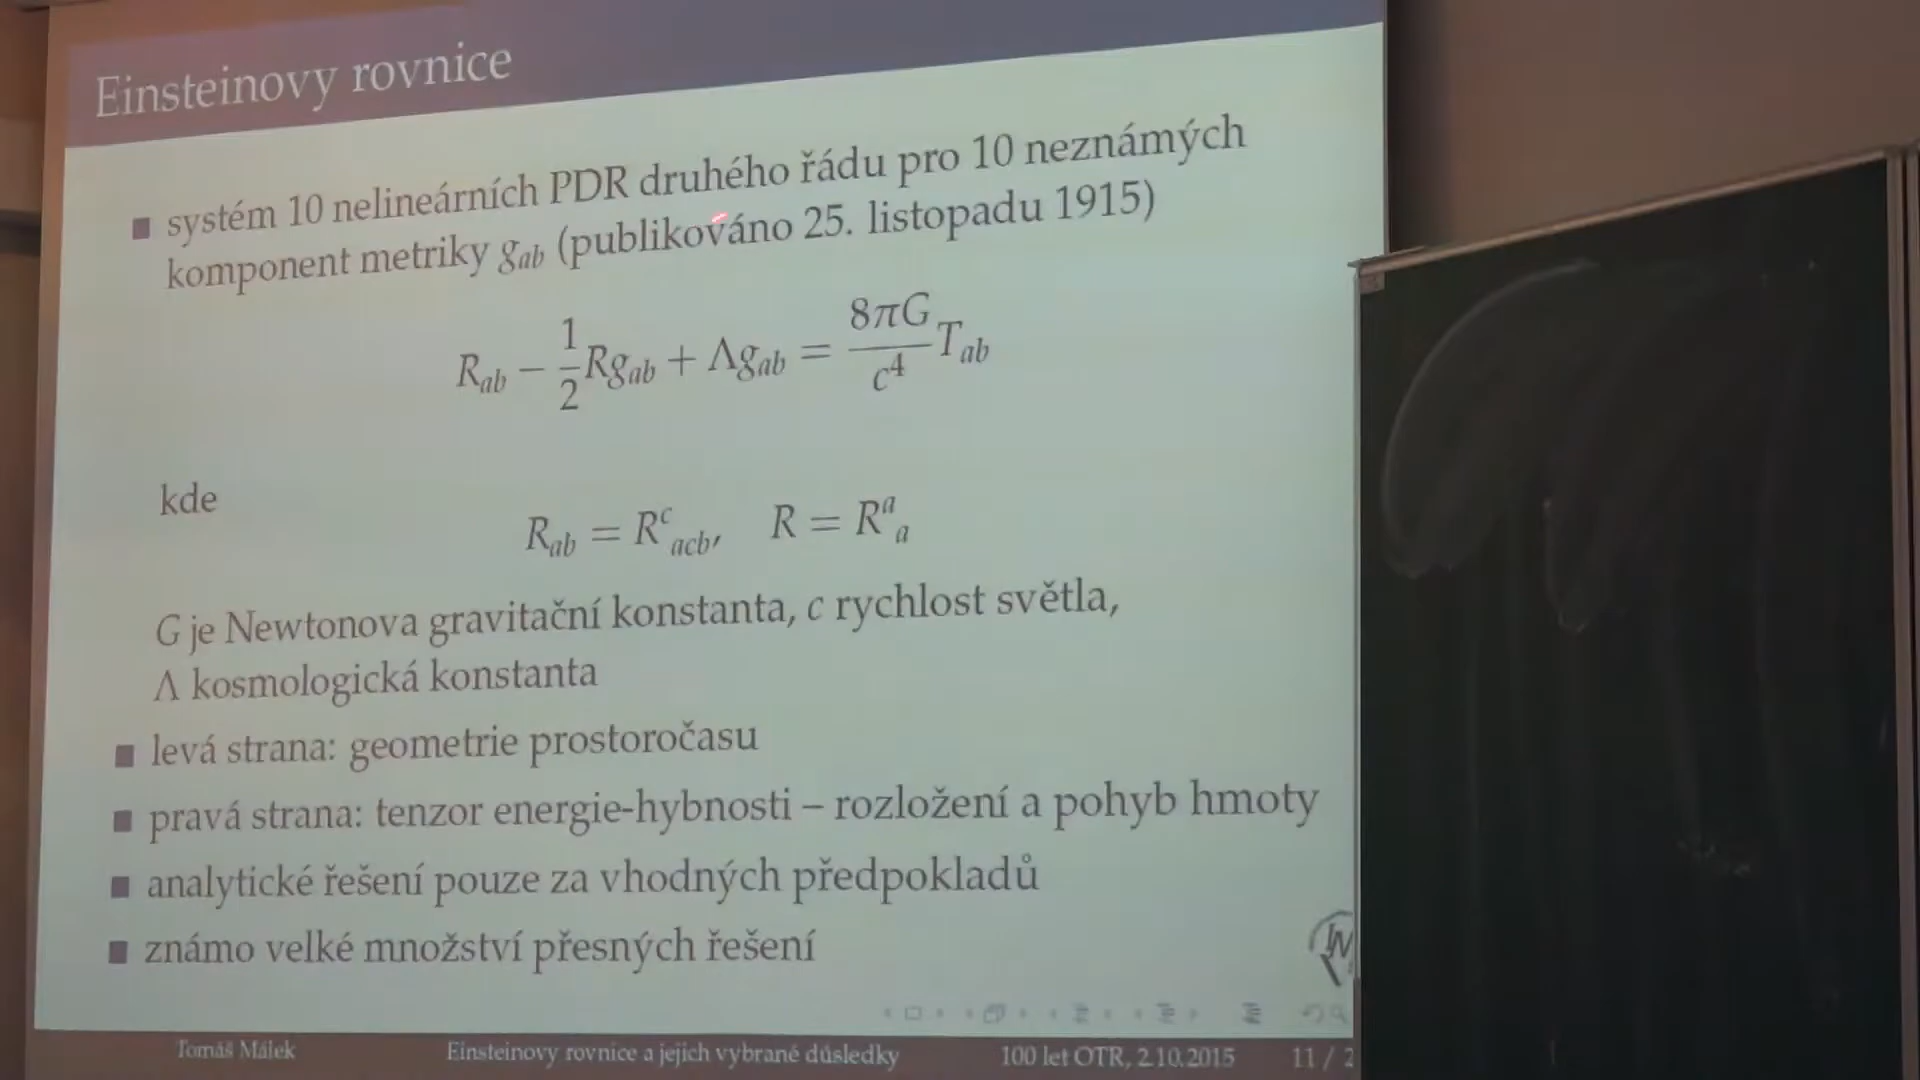 Einsteinovy rovnice
systém 10 nelineárních PDR druhého řádu pro 10 neznámých
komponent metriky g_ab (publikováno 25. listopadu 1915)
R_ab − 1/2 R g_ab + Λg_ab = 8πG/c^4 T_ab
kde
R_ab = R^c_acb, R = R^a_a
G je Newtonova gravitační konstanta, c rychlost světla,
Λ kosmologická konstanta
levá strana: geometrie prostoročasu
pravá strana: tenzor energie-hybnosti – rozložení a pohyb hmoty
analytické řešení pouze za vhodných předpokladů
známo velké množství přesných řešení
Tomáš Málek Einsteinovy rovnice a jejich vybrané důsledky 100 let OTR, 2.10.2015 11 / 2